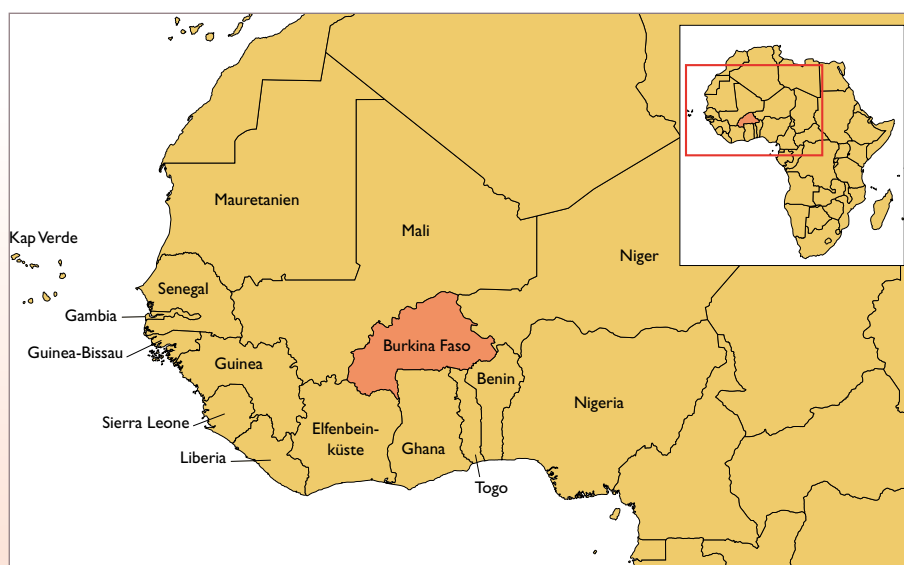 Mauretanien
Mali
Kap Verde
Niger
Senegal
Gambia
Guinea-Bissau
Burkina Faso
Guinea
Benin
Nigeria
Sierra Leone
Elfenbein-
küste
Ghana
Liberia
Togo